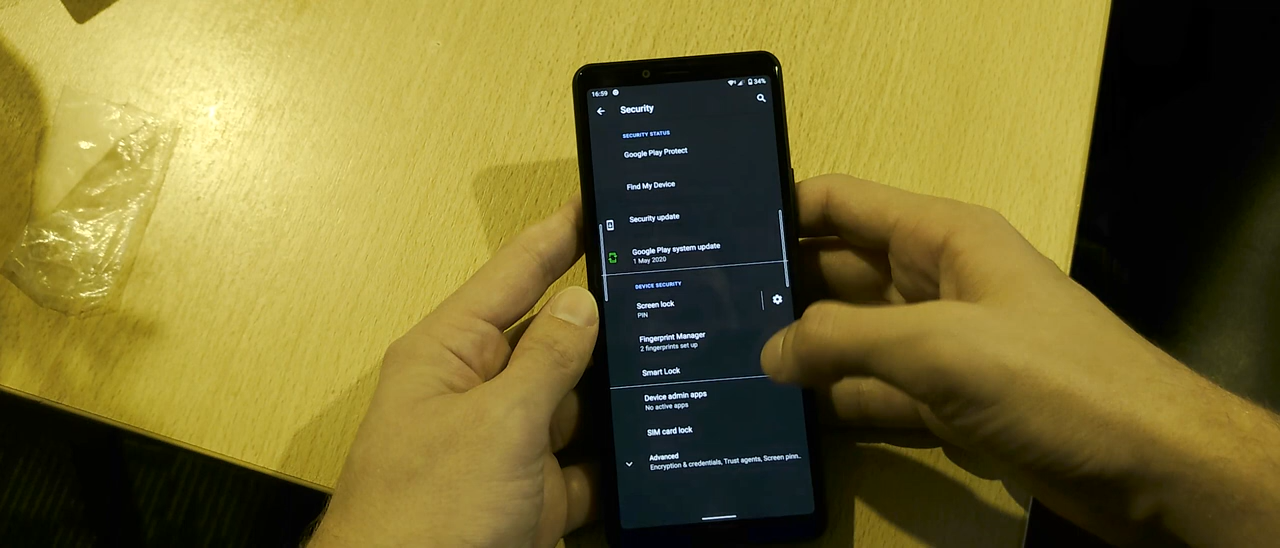 16:59 34%
Security
SECURITY STATUS
Google Play Protect
Find My Device
Security update
Google Play system update
1 May 2020
DEVICE SECURITY
Screen lock
PIN
Fingerprint Manager
2 fingerprints set up
Smart Lock
Device admin apps
No active apps
SIM card lock
Advanced
Encryption & credentials, Trust agents, Screen pinn..